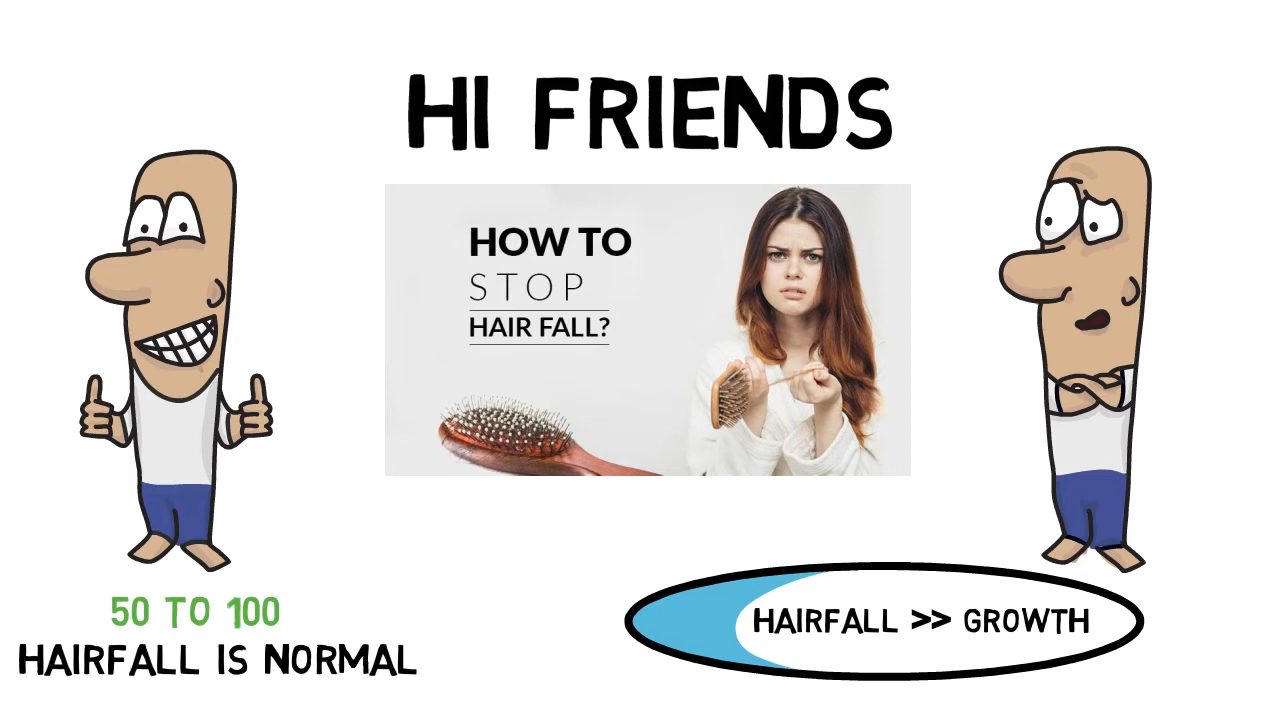 HI FRIENDS
HOW TO
STOP
HAIR FALL?
50 TO 100
HAIRFALL IS NORMAL
HAIRFALL >> GROWTH